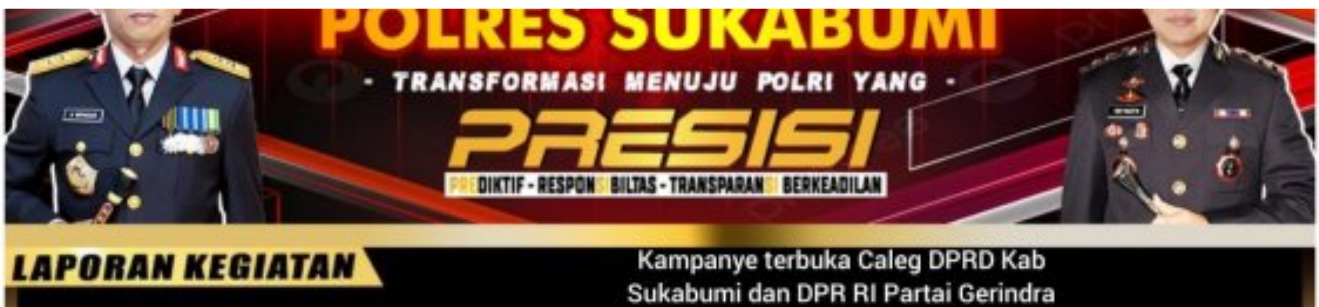 POLRES SUKABUMI
- TRANSFORMASI MENUJU POLRI YANG -
PRESISI
PREDIKTIF - RESPONSIBILTAS - TRANSPARANSI BERKEADILAN
LAPORAN KEGIATAN
Kampanye terbuka Caleg DPRD Kab
Sukabumi dan DPR RI Partai Gerindra